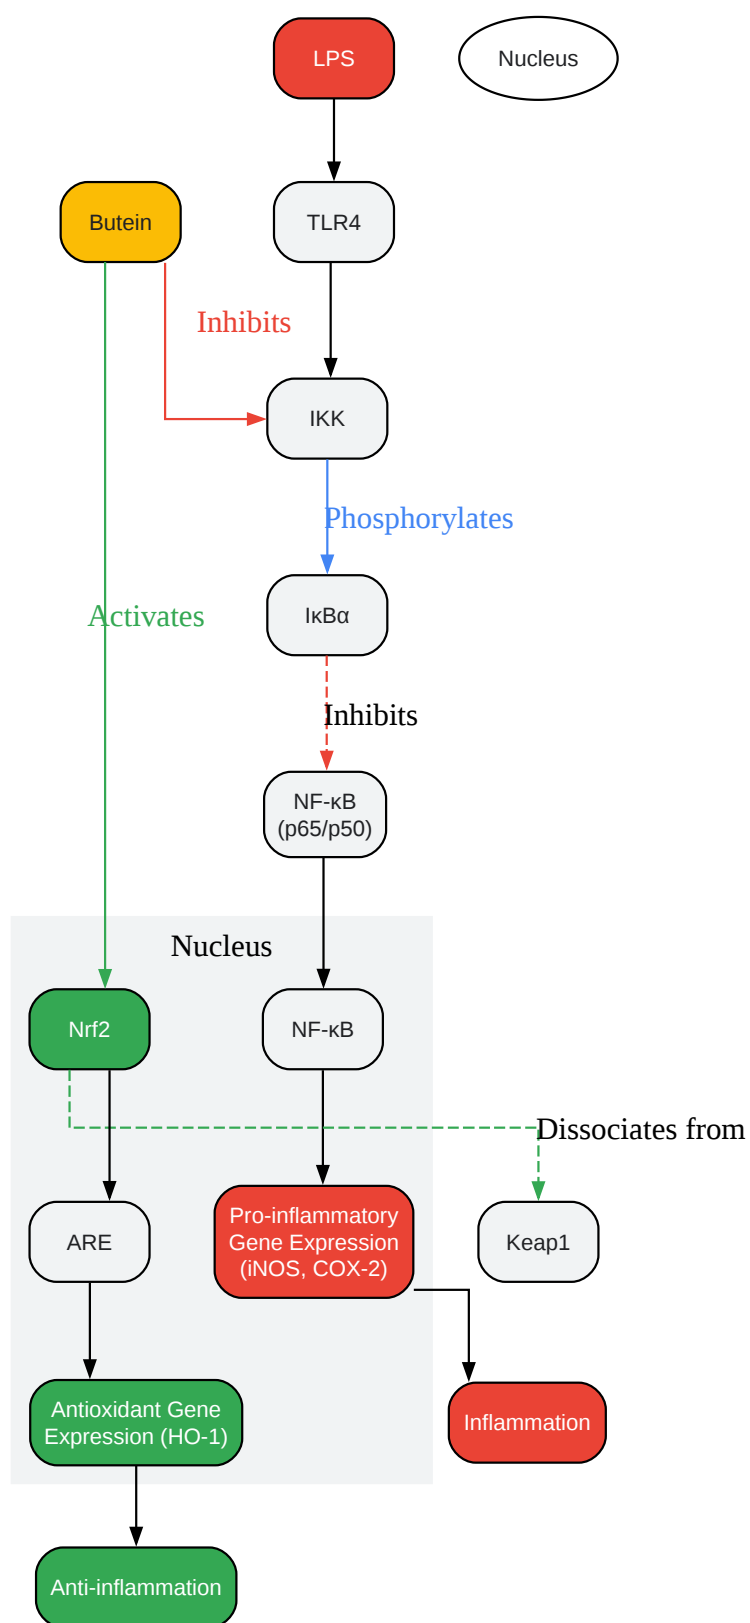 LPS
Nucleus
Butein
TLR4
Inhibits
IKK
Phosphorylates
IκBα
Activates
Inhibits
NF-κB
(p65/p50)
Nucleus
Nrf2
NF-κB
Dissociates from
ARE
Pro-inflammatory
Gene Expression
(iNOS, COX-2)
Keap1
Antioxidant Gene
Expression (HO-1)
Inflammation
Anti-inflammation